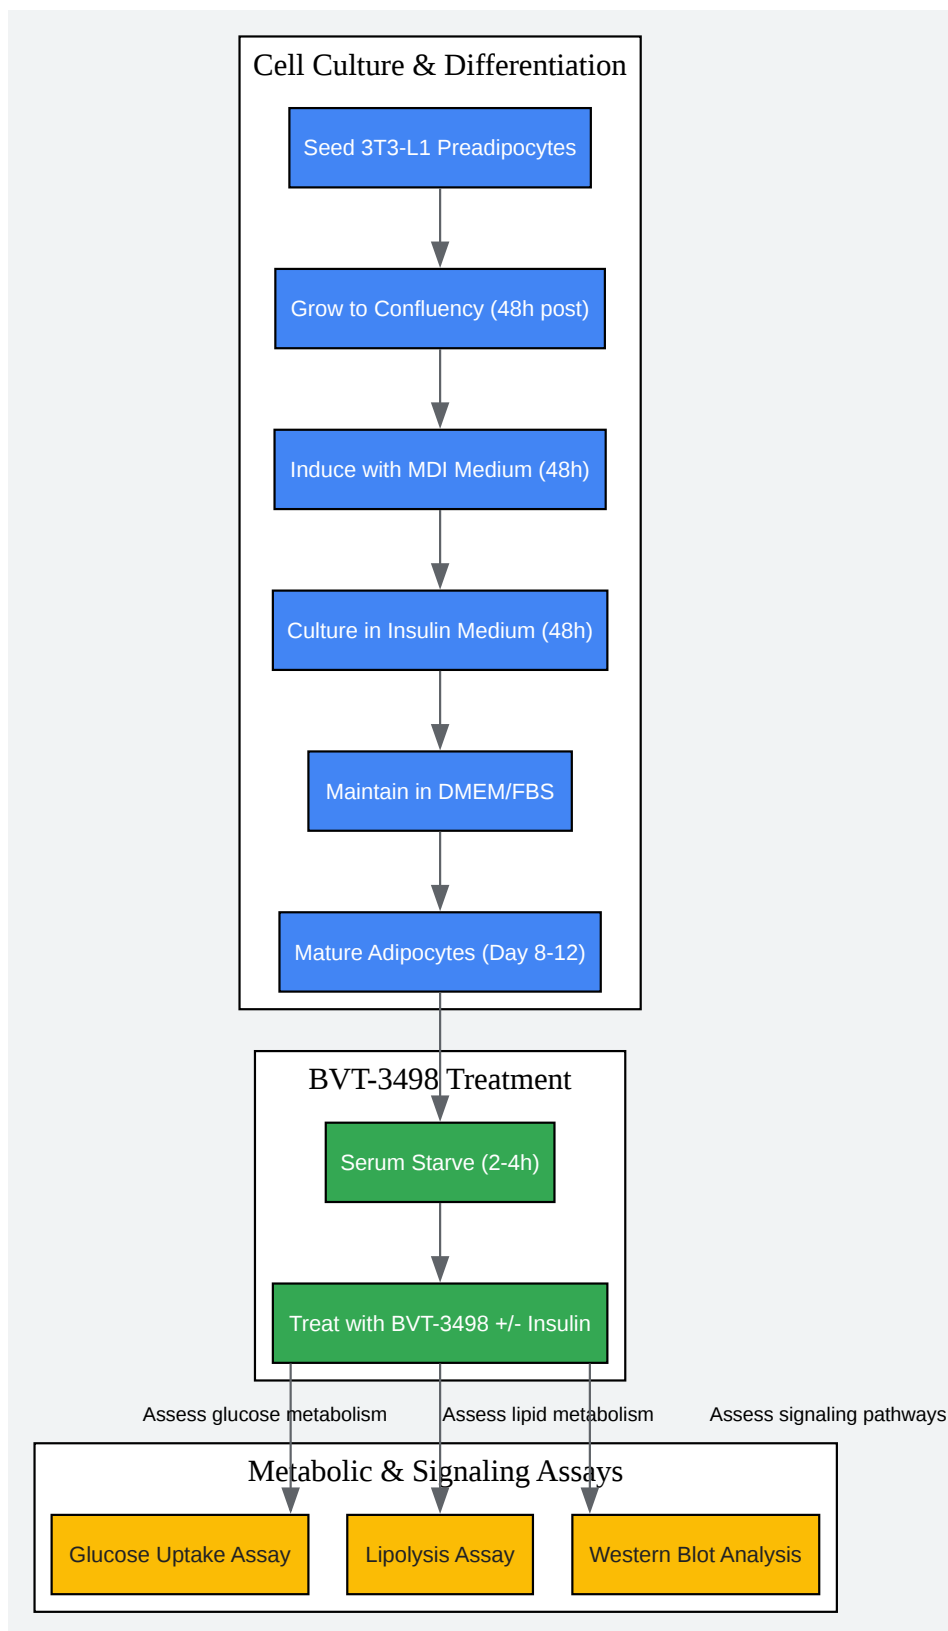 Cell Culture & Differentiation
Seed 3T3-L1 Preadipocytes
Grow to Confluency (48h post)
Induce with MDI Medium (48h)
Culture in Insulin Medium (48h)
Maintain in DMEM/FBS
Mature Adipocytes (Day 8-12)
BVT-3498 Treatment
Serum Starve (2-4h)
Treat with BVT-3498 +/- Insulin
Assess glucose metabolism
Assess lipid metabolism
Assess signaling pathways
Metabolic & Signaling Assays
Glucose Uptake Assay
Lipolysis Assay
Western Blot Analysis